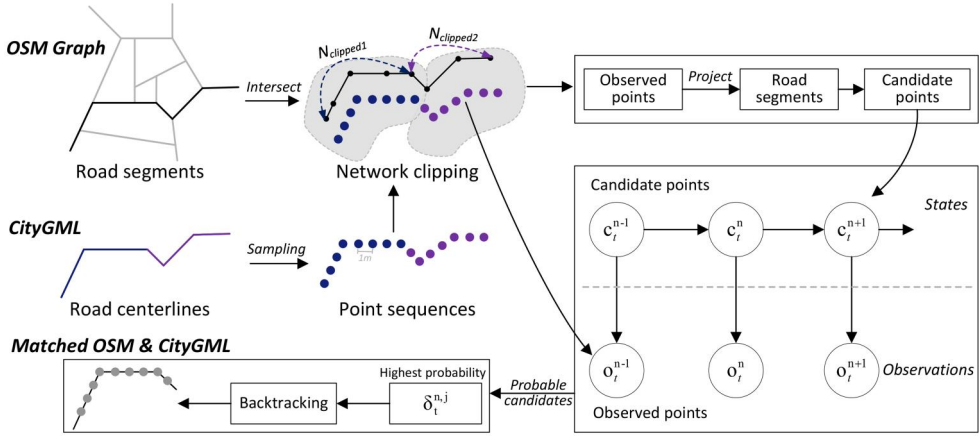 OSM Graph
Road segments
Intersect
N_clipped1
N_clipped2
Network clipping
Observed points
Project
Road segments
Candidate points
CityGML
Road centerlines
Sampling
1m
Point sequences
Candidate points
States
c_t^{n-1}
c_t^n
c_t^{n+1}
o_t^{n-1}
o_t^n
o_t^{n+1}
Observations
Observed points
Matched OSM & CityGML
Probable candidates
Highest probability
δ_t^{n,j}
Backtracking